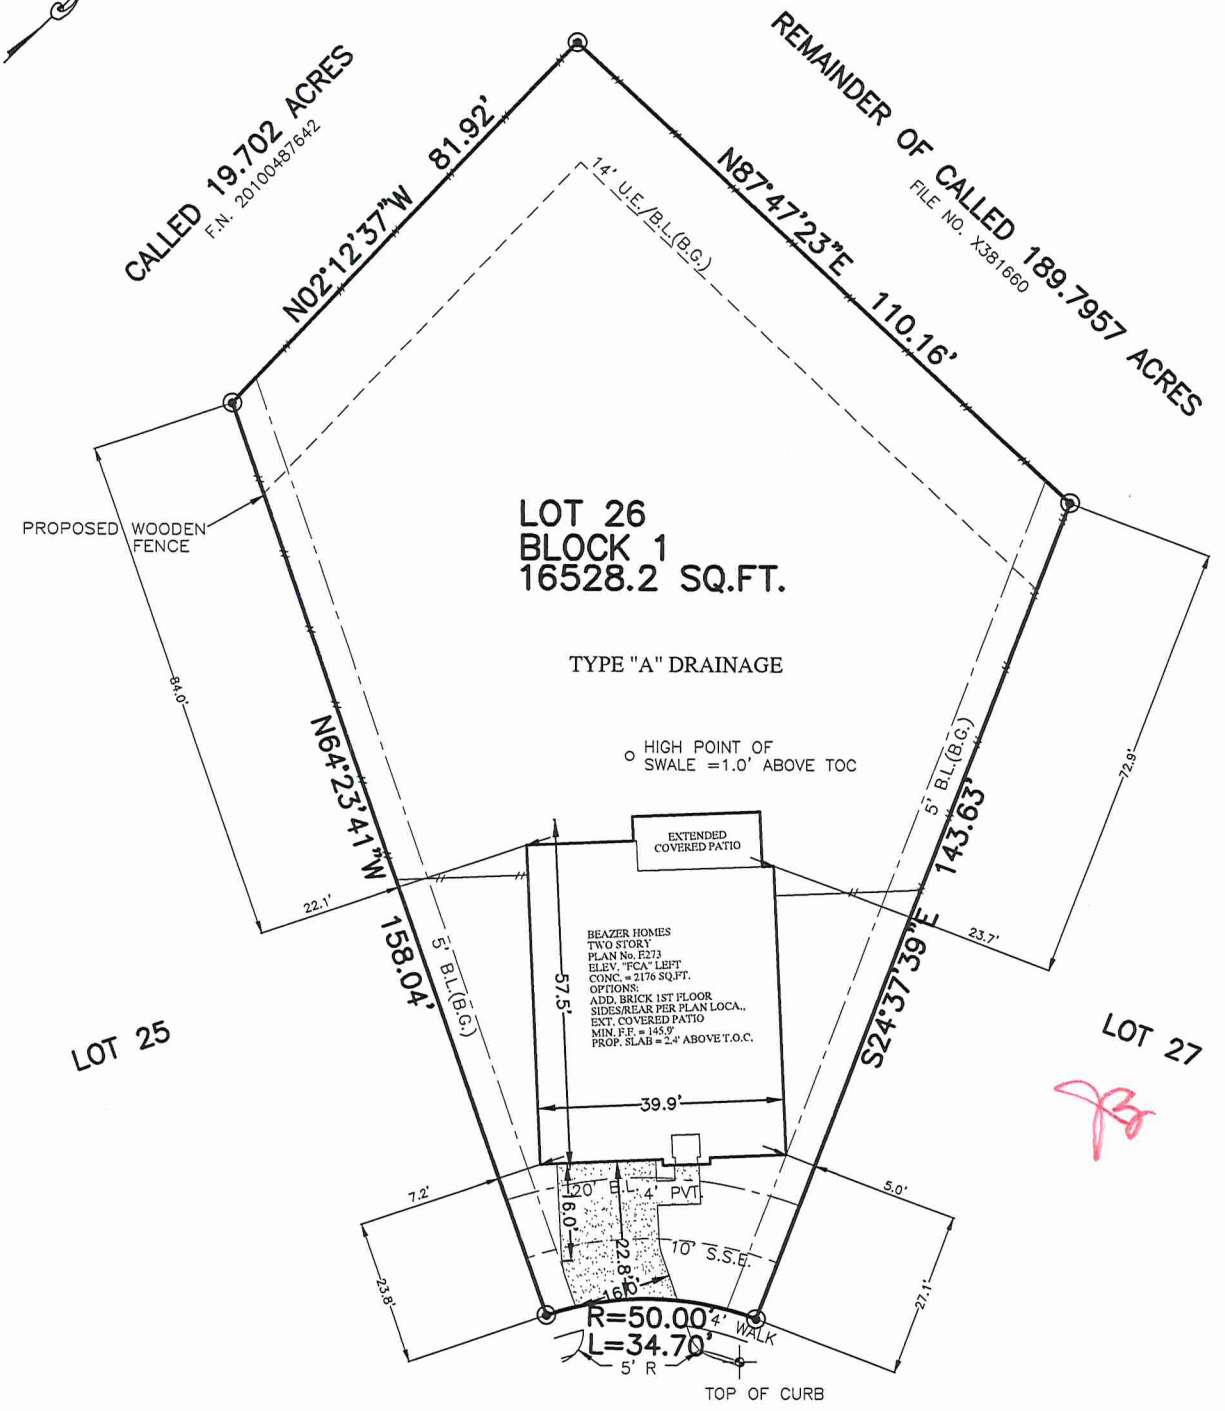 CALLED 19.702 ACRES
F.N. 20100487642
REMAINDER OF CALLED 189.7957 ACRES
FILE NO. X381660
N02°12'37"W 81.92'
N87°47'23"E 110.16'
14' U.E./B.L.(B.G.)
PROPOSED WOODEN
FENCE
LOT 26
BLOCK 1
16528.2 SQ.FT.
TYPE "A" DRAINAGE
84.0'
72.9'
HIGH POINT OF
SWALE =1.0' ABOVE TOC
N64°23'41"W 158.04'
5' B.L.(B.G.)
S24°37'39"E 143.63'
5' B.L.(B.G.)
EXTENDED
COVERED PATIO
22.1'
23.7'
BEAZER HOMES
TWO STORY
PLAN No. E273
ELEV. "FCA" LEFT
CONC. = 2176 SQ.FT.
OPTIONS:
ADD. BRICK 1ST FLOOR
SIDES/REAR PER PLAN LOCA.,
EXT. COVERED PATIO
MIN. F.F. = 145.9'
PROP. SLAB = 2.4' ABOVE T.O.C.
57.5'
39.9'
LOT 25
LOT 27
7.2'
5.0'
20' B.L. 4' PVT.
16.0'
22.8'
10' S.S.E.
23.8'
27.1'
16.0'
R=50.00'
4' WALK
L=34.70'
5' R
TOP OF CURB